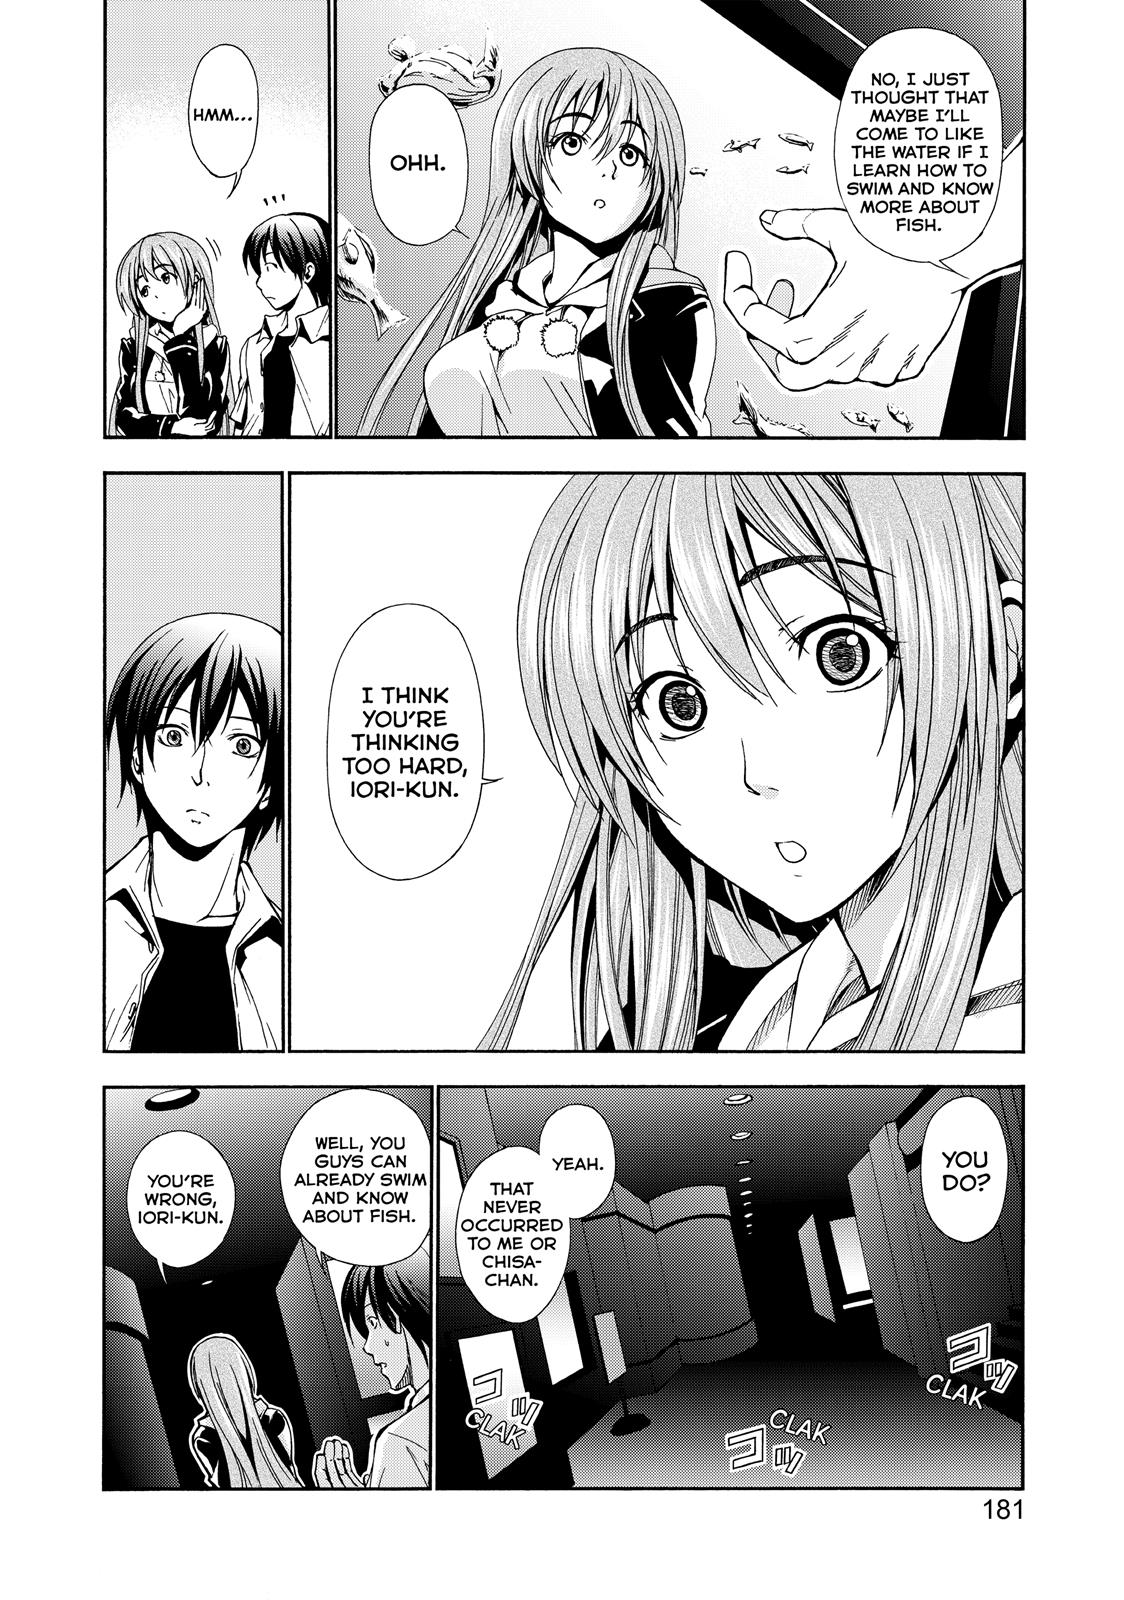 NO, I JUST
THOUGHT THAT
MAYBE I'LL
COME TO LIKE
THE WATER IF I
LEARN HOW TO
SWIM AND KNOW
MORE ABOUT
FISH.
OHH.
HMM...
I THINK
YOU'RE
THINKING
TOO HARD,
IORI-KUN.
YOU
DO?
YEAH.
THAT
NEVER
OCCURRED
TO ME OR
CHISA-
CHAN.
コツ
CLAK
コツ
CLAK
コツ
CLAK
WELL, YOU
GUYS CAN
ALREADY SWIM
AND KNOW
ABOUT FISH.
YOU'RE
WRONG,
IORI-KUN.
181